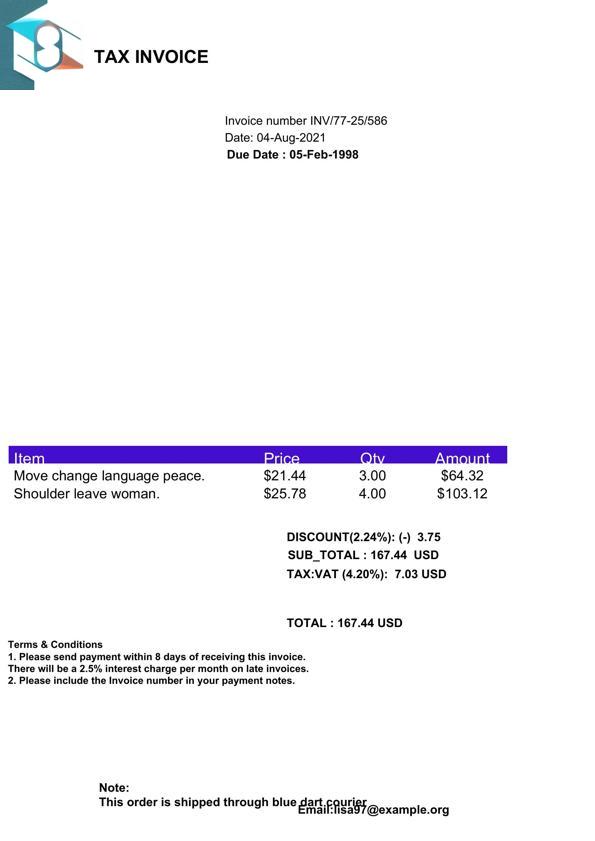 TAX INVOICE
Invoice number INV/77-25/586
Date: 04-Aug-2021
Due Date : 05-Feb-1998
Item Price Qty Amount
Move change language peace. $21.44 3.00 $64.32
Shoulder leave woman. $25.78 4.00 $103.12
DISCOUNT(2.24%): (-) 3.75
SUB_TOTAL : 167.44 USD
TAX:VAT (4.20%): 7.03 USD
TOTAL : 167.44 USD
Terms & Conditions
1. Please send payment within 8 days of receiving this invoice.
There will be a 2.5% interest charge per month on late invoices.
2. Please include the Invoice number in your payment notes.
Note:
This order is shipped through blue dart courier
Email:lisa97@example.org